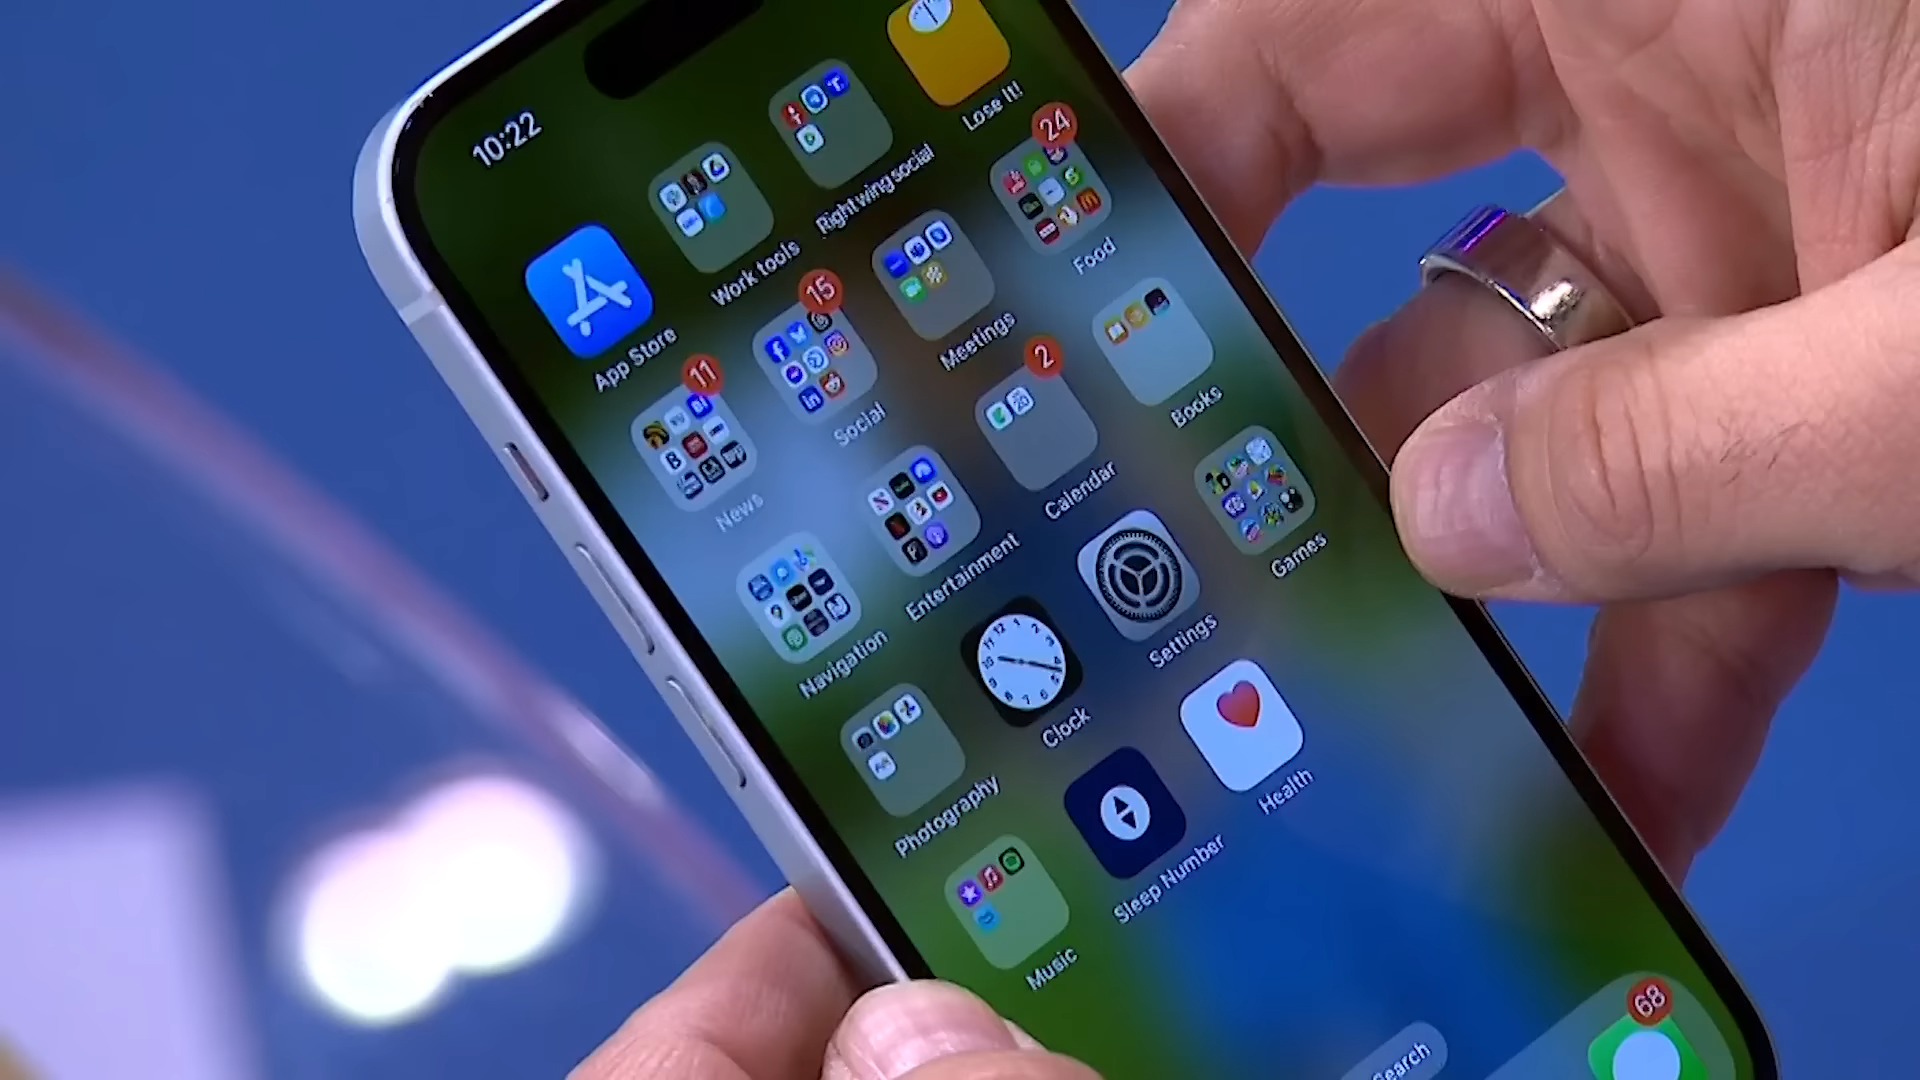 10:22
App Store
Work tools
Right wing social
Lose It!
11
News
15
Social
Meetings
24
Food
Navigation
Entertainment
2
Calendar
Books
Photography
Clock
Settings
Games
Music
Sleep Number
Health
Search
68